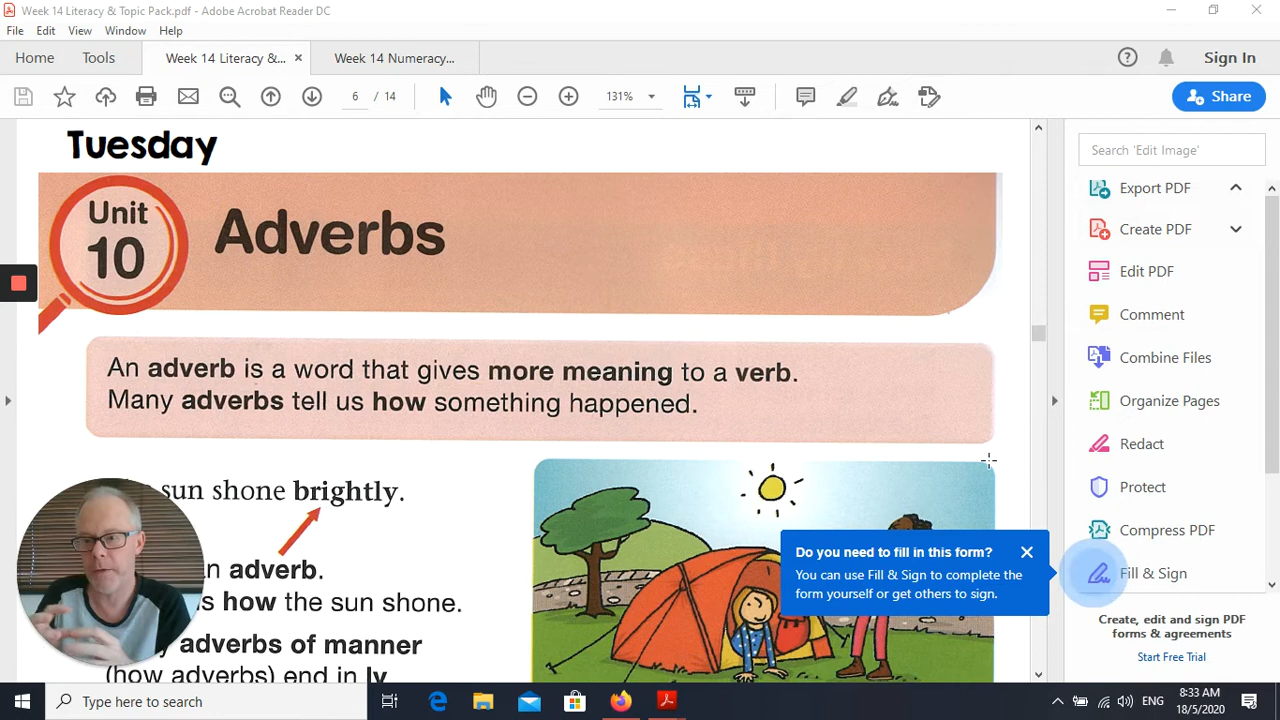 Week 14 Literacy & Topic Pack.pdf - Adobe Acrobat Reader DC
File Edit View Window Help
Home Tools Week 14 Literacy &... Week 14 Numeracy... Sign In
6 / 14 131% Share
Tuesday
Unit
10
Adverbs
An adverb is a word that gives more meaning to a verb.
Many adverbs tell us how something happened.
sun shone brightly.
adverb.
how the sun shone.
adverbs of manner
(how adverbs) end in ly
Do you need to fill in this form?
You can use Fill & Sign to complete the
form yourself or get others to sign.
Search 'Edit Image'
Export PDF
Create PDF
Edit PDF
Comment
Combine Files
Organize Pages
Redact
Protect
Compress PDF
Fill & Sign
Create, edit and sign PDF
forms & agreements
Start Free Trial
Type here to search
ENG
8:33 AM
18/5/2020